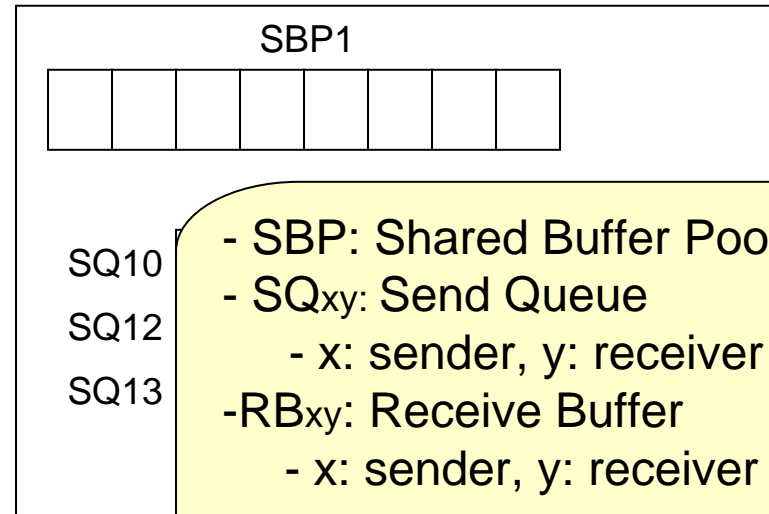 SBP1
SQ10
SQ12
SQ13
- SBP: Shared Buffer Poo
- SQxy: Send Queue
- x: sender, y: receiver
-RBxy: Receive Buffer
- x: sender, y: receiver